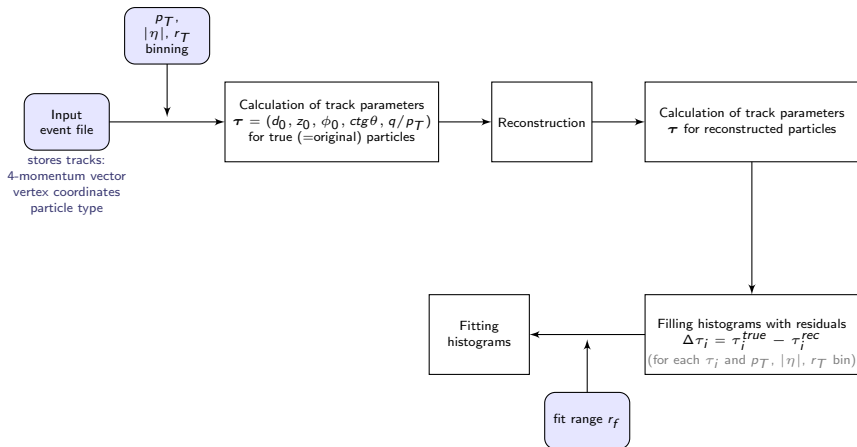 p_T,
|η|, r_T
binning
Input
event file
stores tracks:
4-momentum vector
vertex coordinates
particle type
Calculation of track parameters
τ = (d_0, z_0, ϕ_0, ctgθ, q/p_T)
for true (=original) particles
Reconstruction
Calculation of track parameters
τ for reconstructed particles
Filling histograms with residuals
Δτ_i = τ_i^true − τ_i^rec
(for each τ_i and p_T, |η|, r_T bin)
Fitting
histograms
fit range r_f